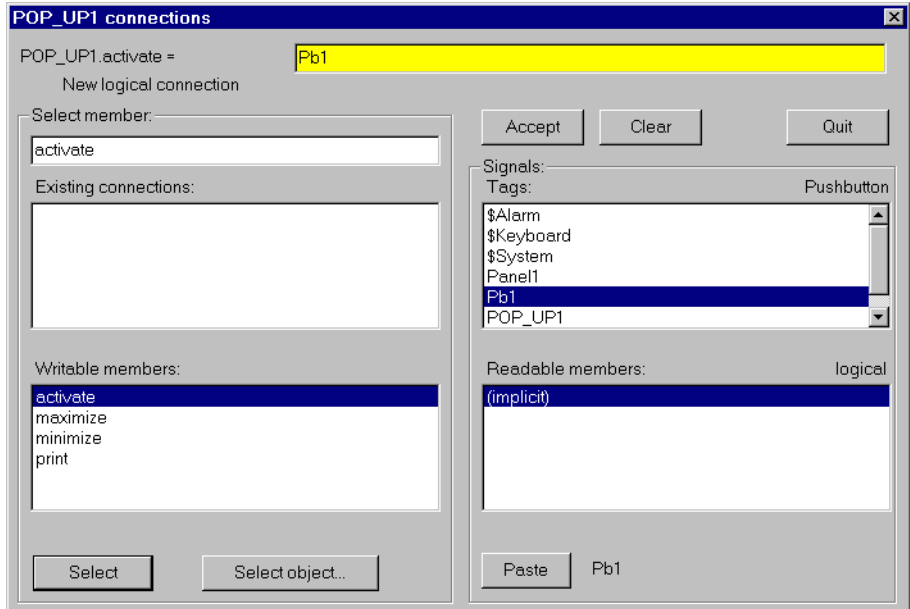 POP_UP1 connections
POP_UP1.activate =
Pb1
New logical connection
Select member:
activate
Existing connections:
Writable members:
activate
maximize
minimize
print
Select
Select object...
Accept
Clear
Quit
Signals:
Tags:
Pushbutton
$Alarm
$Keyboard
$System
Panel1
Pb1
POP_UP1
Readable members:
logical
(implicit)
Paste
Pb1